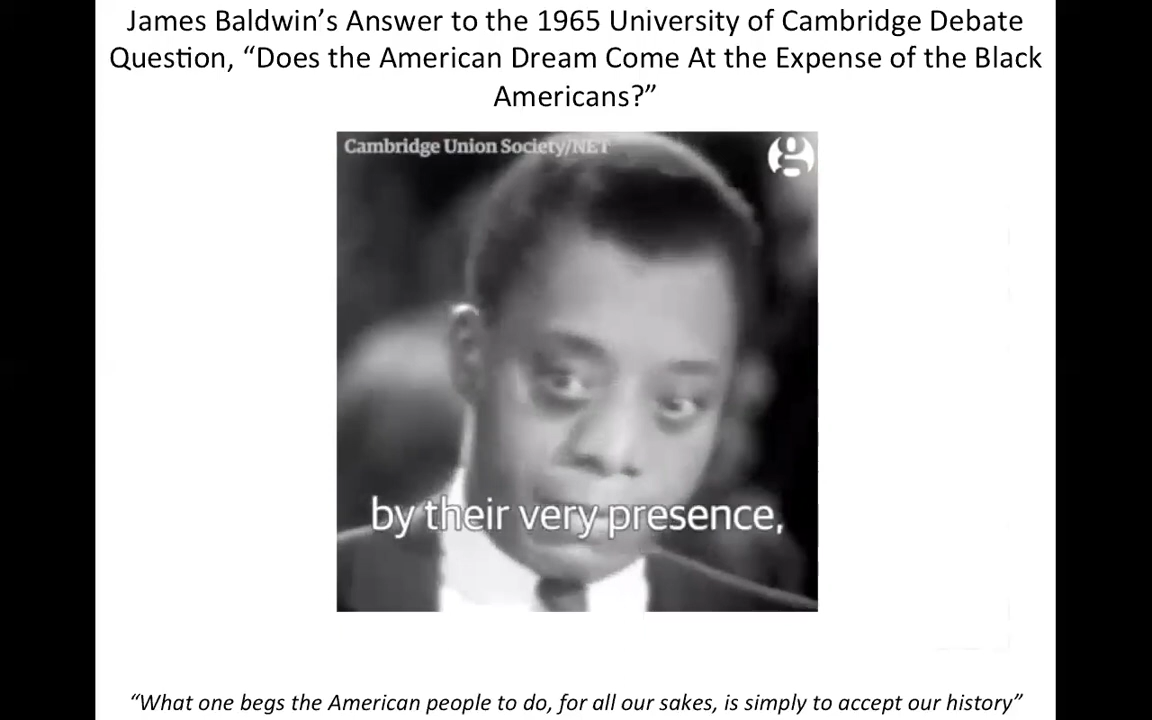 James Baldwin’s Answer to the 1965 University of Cambridge Debate
Question, “Does the American Dream Come At the Expense of the Black
Americans?”
Cambridge Union Society/NET
g
by their very presence,
“What one begs the American people to do, for all our sakes, is simply to accept our history”